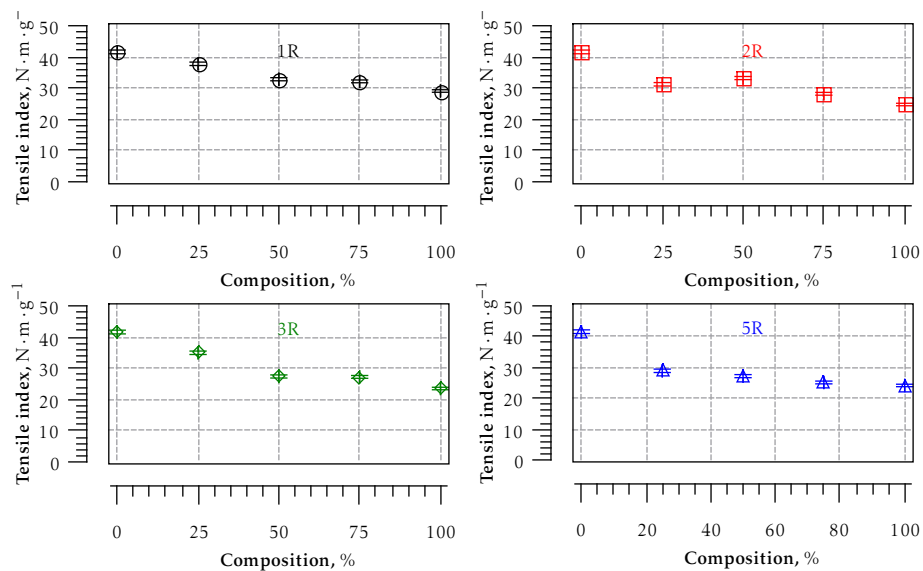 Tensile index, N·m·g⁻
50
40
30
20
10
0
1R
0 25 50 75 100
Composition, %
Tensile index, N·m·g⁻
50
40
30
20
10
0
2R
0 25 50 75 100
Composition, %
Tensile index, N·m·g⁻¹
50
40
30
20
10
0
3R
0 25 50 75 100
Composition, %
Tensile index, N·m·g⁻¹
50
40
30
20
10
0
5R
0 20 40 60 80 100
Composition, %